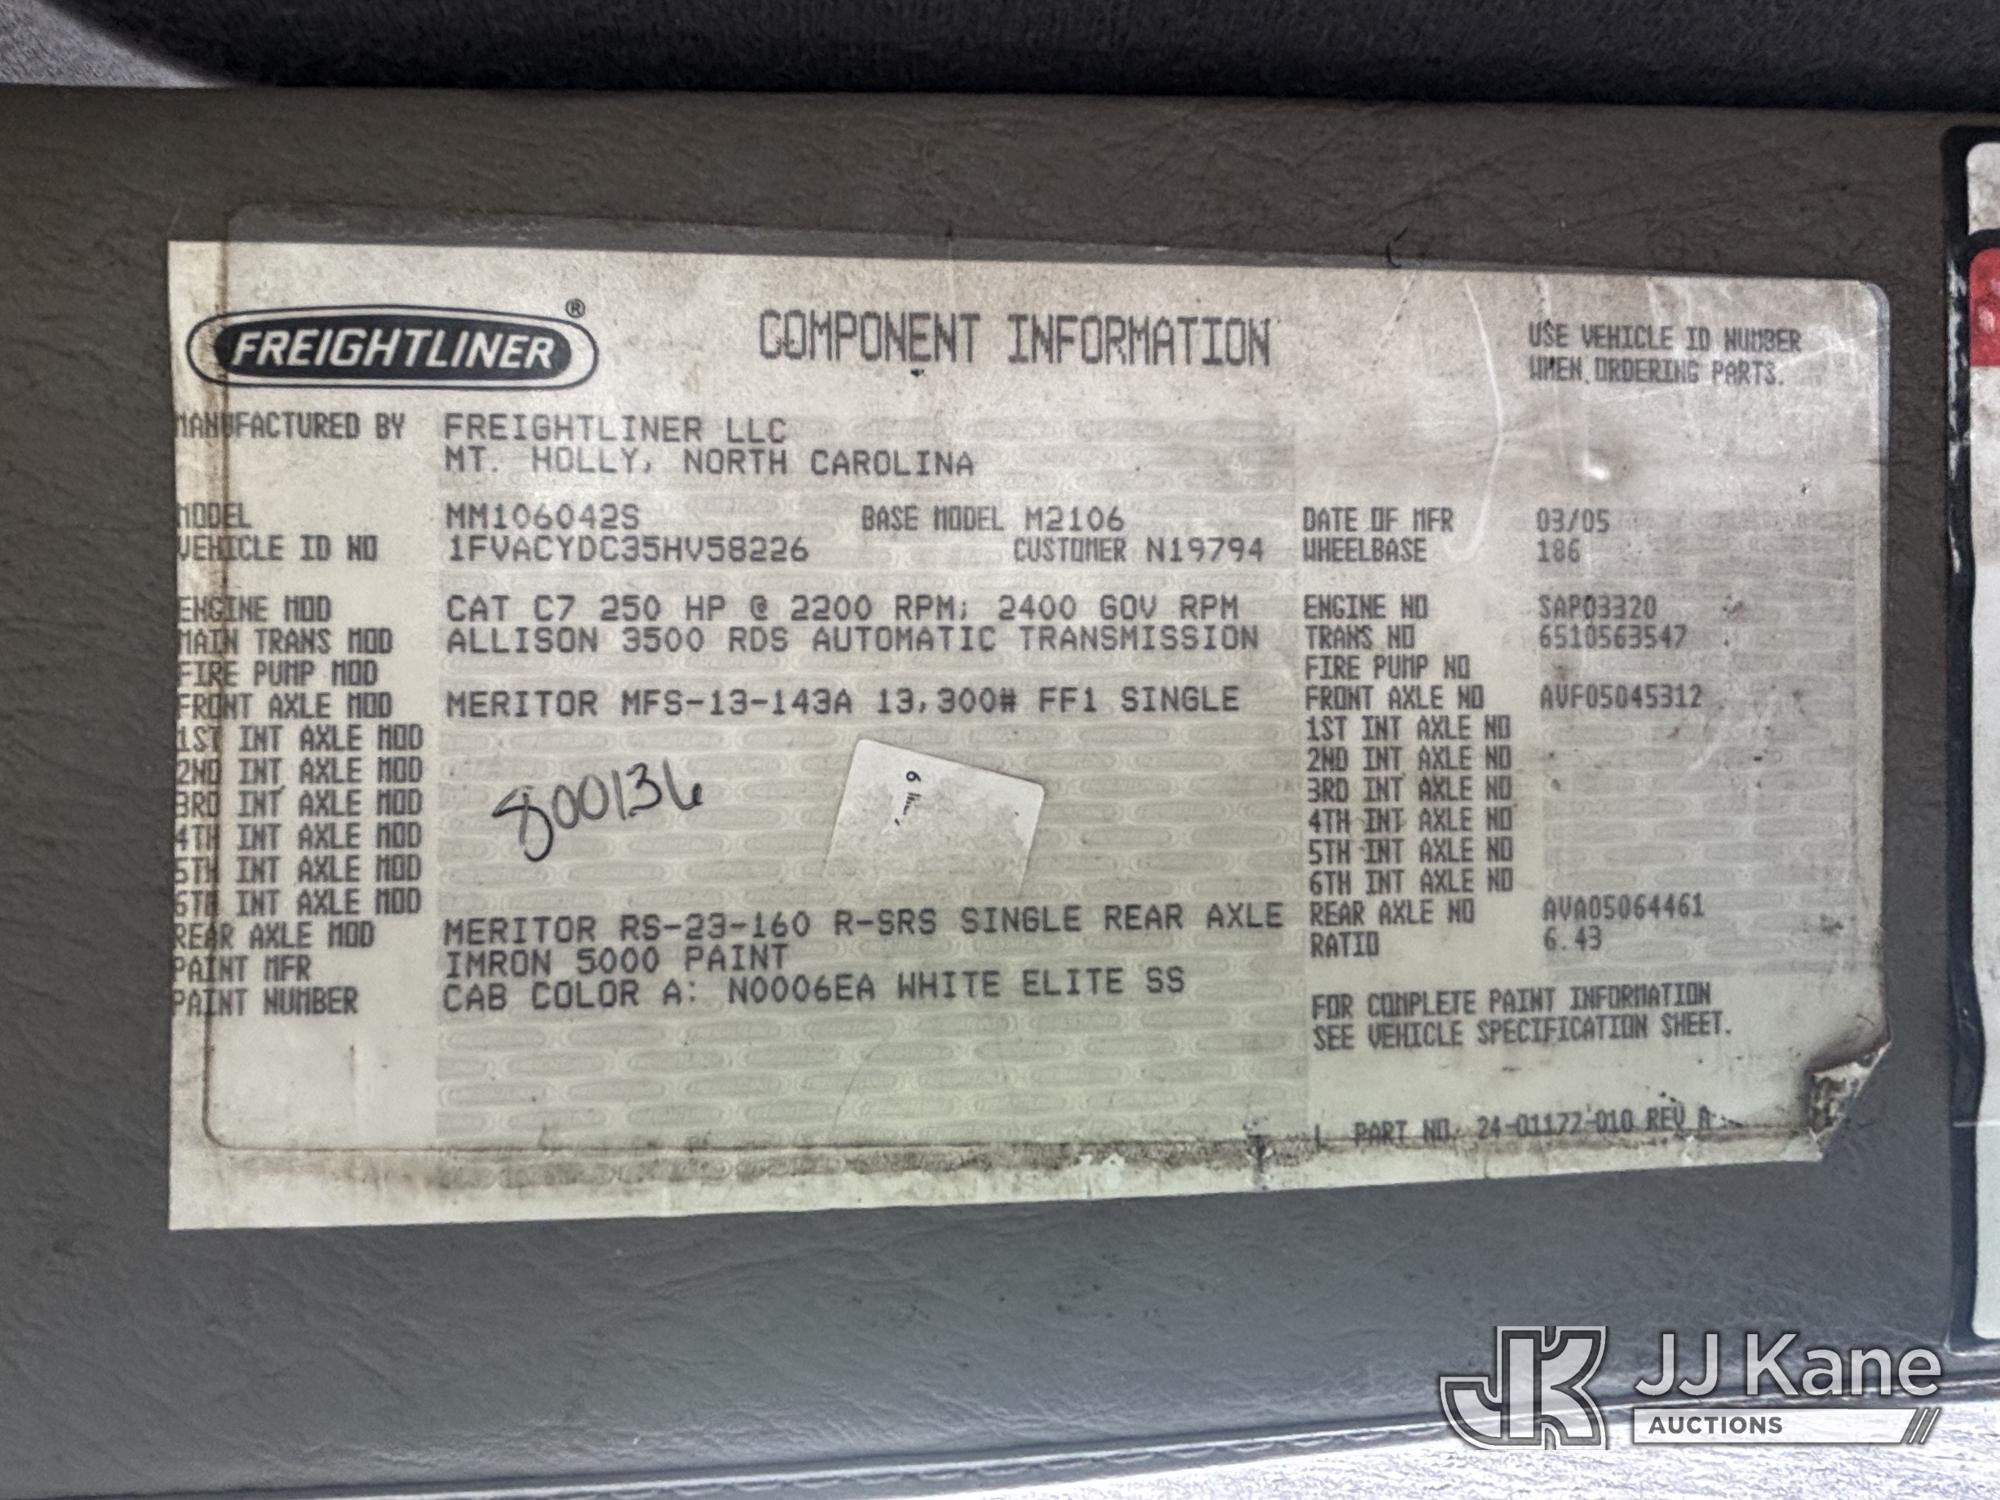 FREIGHTLINER ®
COMPONENT INFORMATION
USE VEHICLE ID NUMBER
WHEN ORDERING PARTS.
MANUFACTURED BY FREIGHTLINER LLC
MT. HOLLY, NORTH CAROLINA
MODEL MM106042S BASE MODEL M2106 DATE OF MFR 03/05
VEHICLE ID NO 1FVACYDC35HV58226 CUSTOMER N19794 WHEELBASE 186
ENGINE MOD CAT C7 250 HP @ 2200 RPM; 2400 GOV RPM ENGINE NO SAP03320
MAIN TRANS MOD ALLISON 3500 RDS AUTOMATIC TRANSMISSION TRANS NO 6510563547
FIRE PUMP MOD FIRE PUMP NO
FRONT AXLE MOD MERITOR MFS-13-143A 13,300# FF1 SINGLE FRONT AXLE NO AVF05045312
1ST INT AXLE MOD 1ST INT AXLE NO
2ND INT AXLE MOD 2ND INT AXLE NO
3RD INT AXLE MOD 3RD INT AXLE NO
800136
4TH INT AXLE MOD 4TH INT AXLE NO
5TH INT AXLE MOD 5TH INT AXLE NO
6TH INT AXLE MOD 6TH INT AXLE NO
REAR AXLE MOD MERITOR RS-23-160 R-SRS SINGLE REAR AXLE REAR AXLE NO AVA05064461
PAINT MFR IMRON 5000 PAINT RATIO 6.43
PAINT NUMBER CAB COLOR A: N0006EA WHITE ELITE SS
FOR COMPLETE PAINT INFORMATION
SEE VEHICLE SPECIFICATION SHEET.
PART NO. 24-01177-010 REV A
JK JJ Kane
AUCTIONS